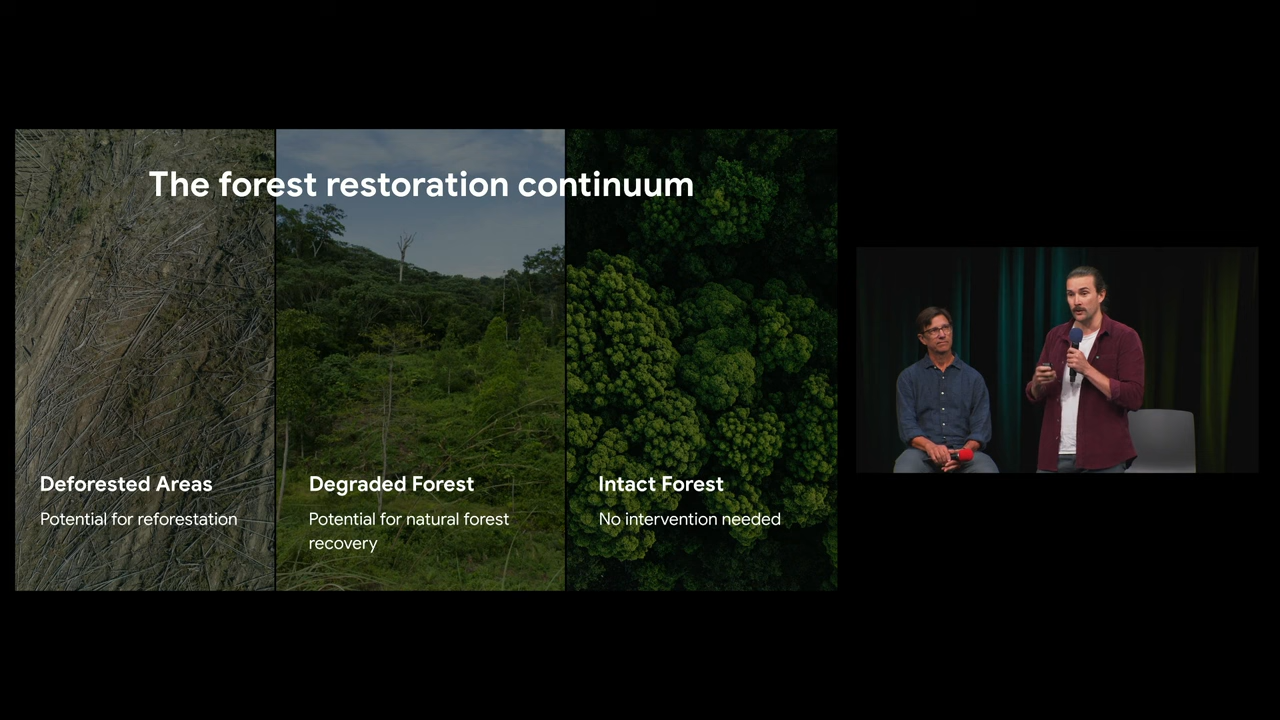 The forest restoration continuum
Deforested Areas
Potential for reforestation
Degraded Forest
Potential for natural forest
recovery
Intact Forest
No intervention needed